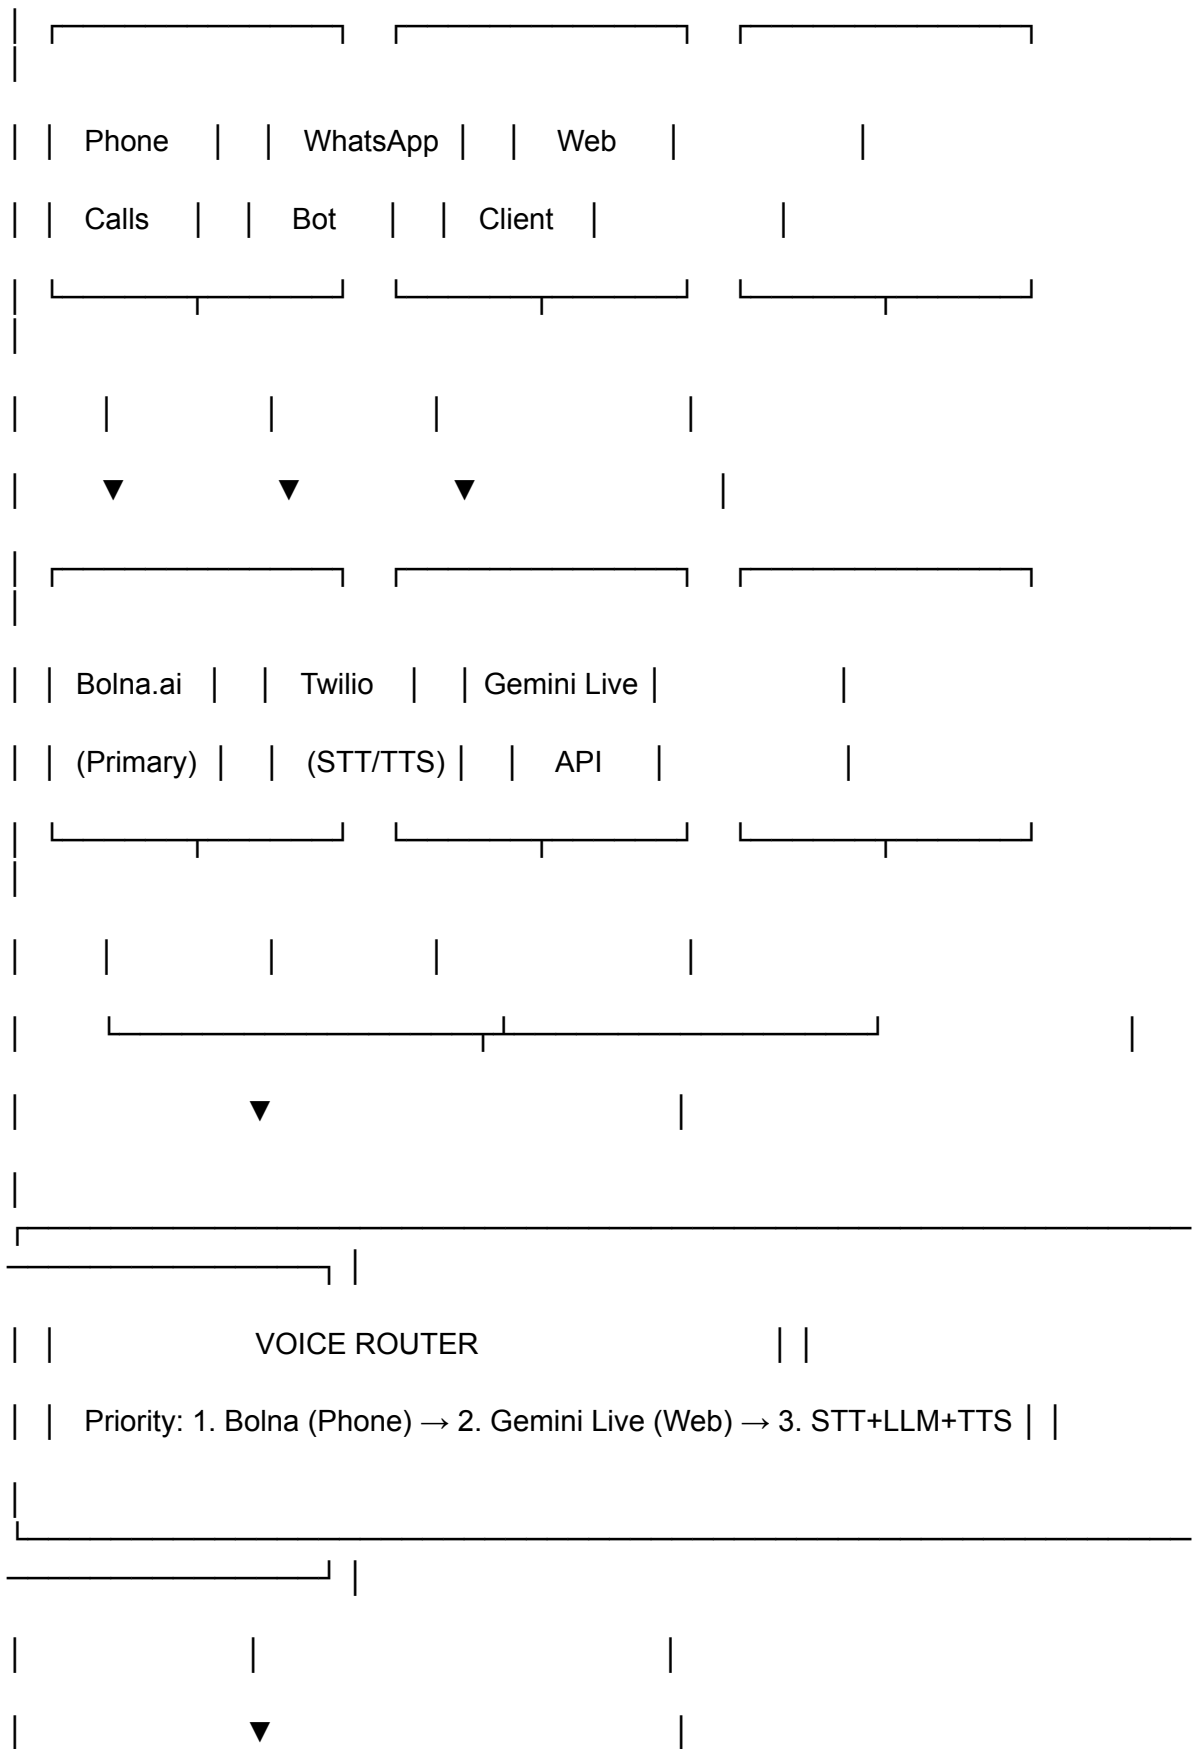 Phone WhatsApp Web
Calls Bot Client
▼ ▼ ▼
Bolna.ai Twilio Gemini Live
(Primary) (STT/TTS) API
▼
VOICE ROUTER
Priority: 1. Bolna (Phone) → 2. Gemini Live (Web) → 3. STT+LLM+TTS
▼